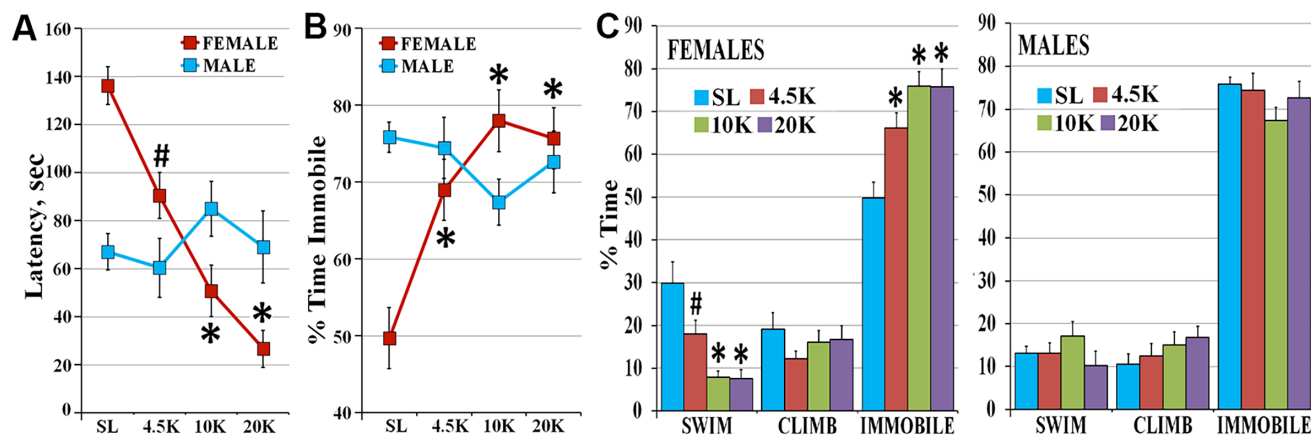 A
160
140
120
100
80
60
40
20
0
Latency, sec
FEMALE
MALE
#
*
*
SL 4.5K 10K 20K
B
90
80
70
60
50
40
% Time Immobile
FEMALE
MALE
*
*
*
SL 4.5K 10K 20K
C
90
80
70
60
50
40
30
20
10
0
% Time
FEMALES
SL 4.5K
10K 20K
#
* *
*
* *
SWIM CLIMB IMMOBILE
90
80
70
60
50
40
30
20
10
0
MALES
SL 4.5K
10K 20K
SWIM CLIMB IMMOBILE